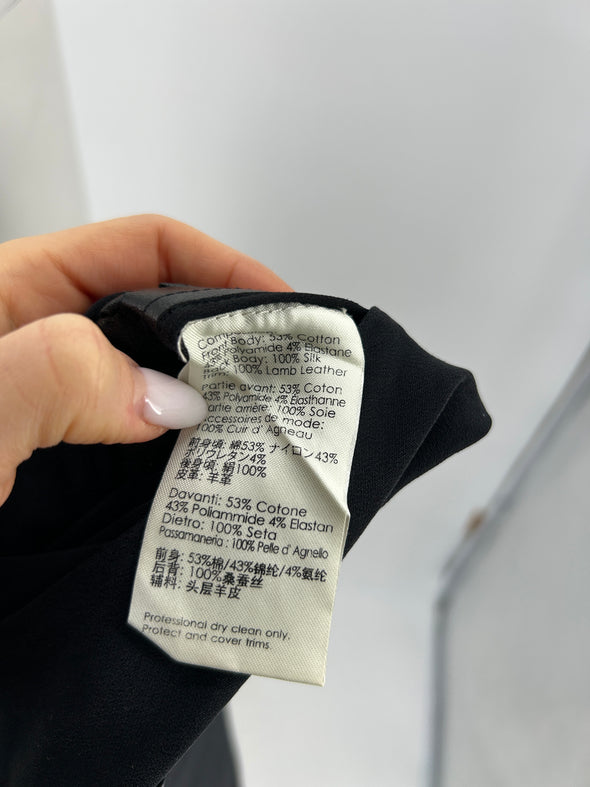 Front Body: 53% Cotton
Polyamide 4% Elastane
Body: 100% Silk
100% Lamb Leather
Partie avant: 53% Coton
43% Polyamide 4% Elasthanne
Partie arrière: 100% Soie
Accessoires de mode:
100% Cuir d' Agneau
前身頃: 綿53% ナイロン43%
ポリウレタン4%
後身頃: 絹100%
皮革: 羊革
Davanti: 53% Cotone
43% Poliammide 4% Elastan
Dietro: 100% Seta
Passamaneria: 100% Pelle d' Agnello
前身: 53%棉/43%锦纶/4%氨纶
后背: 100%桑蚕丝
辅料: 头层羊皮
Professional dry clean only.
Protect and cover trims.